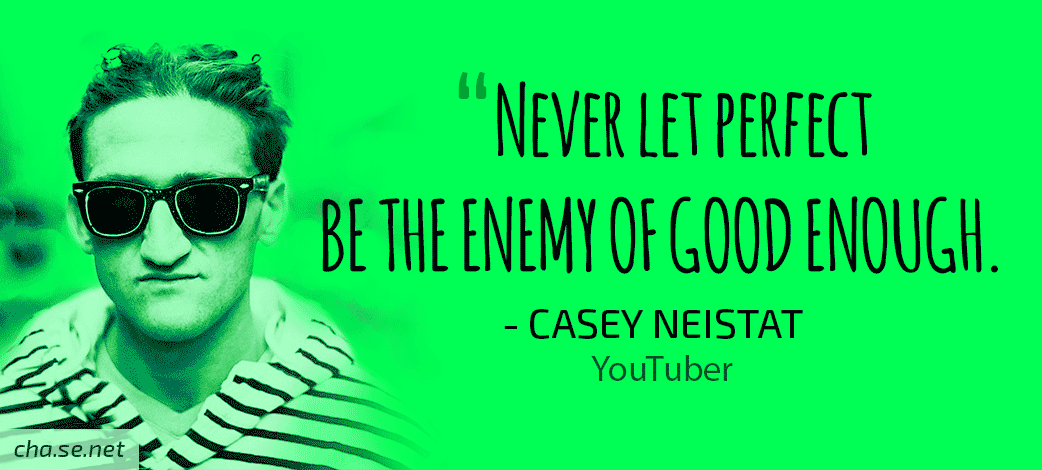 “Never let perfect
be the enemy of good enough.
- CASEY NEISTAT
YouTuber
cha.se.net